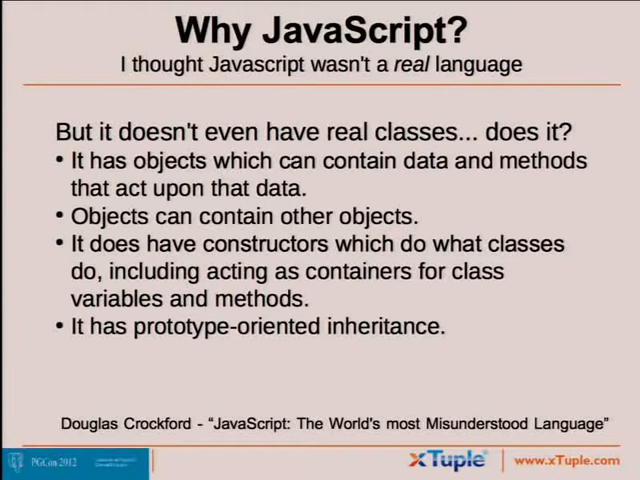 Why JavaScript?
I thought Javascript wasn't a real language
But it doesn't even have real classes... does it?
• It has objects which can contain data and methods
that act upon that data.
• Objects can contain other objects.
• It does have constructors which do what classes
do, including acting as containers for class
variables and methods.
• It has prototype-oriented inheritance.
Douglas Crockford - “JavaScript: The World's most Misunderstood Language”
PGCon 2012
xTuple
www.xTuple.com